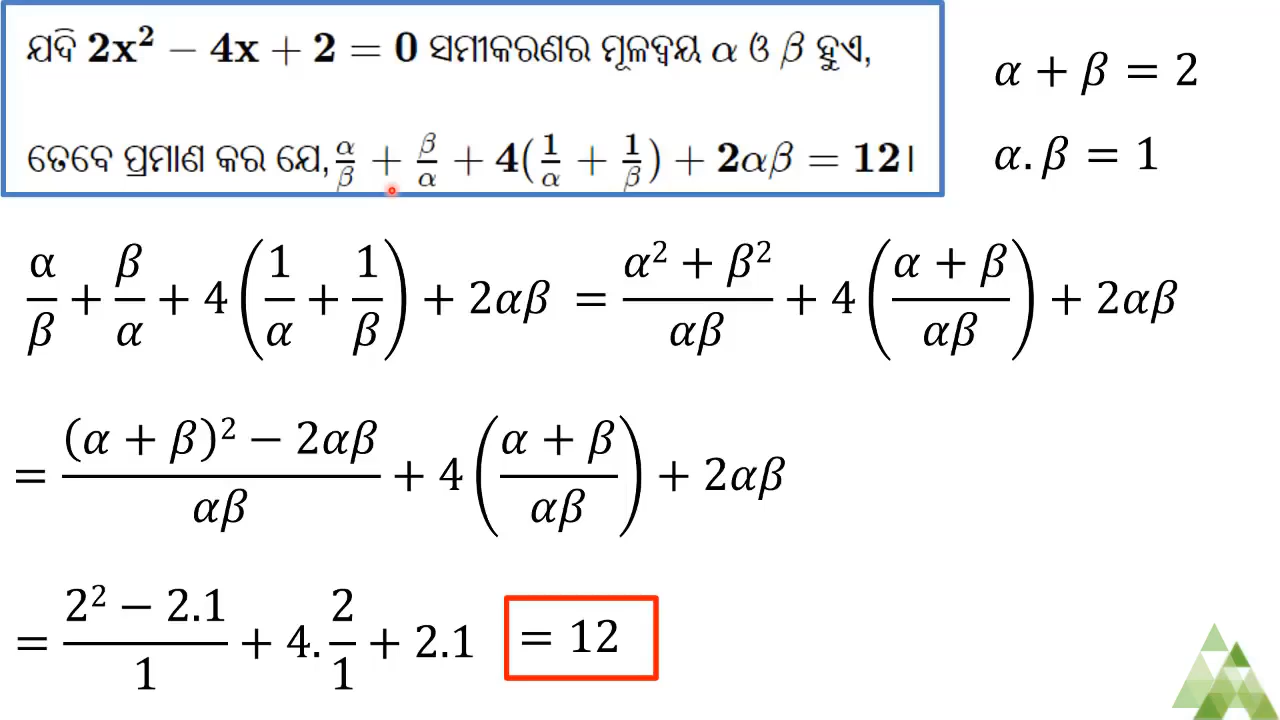 ଯଦି 2x² − 4x + 2 = 0 ସମୀକରଣର ମୂଳଦ୍ୱୟ α ଓ β ହୁଏ,
ତେବେ ପ୍ରମାଣ କର ଯେ, α/β + β/α + 4(1/α + 1/β) + 2αβ = 12।
α + β = 2
α.β = 1
α/β + β/α + 4(1/α + 1/β) + 2αβ = (α² + β²)/αβ + 4((α + β)/αβ) + 2αβ
= ((α + β)² − 2αβ)/αβ + 4((α + β)/αβ) + 2αβ
= (2² − 2.1)/1 + 4.2/1 + 2.1 = 12